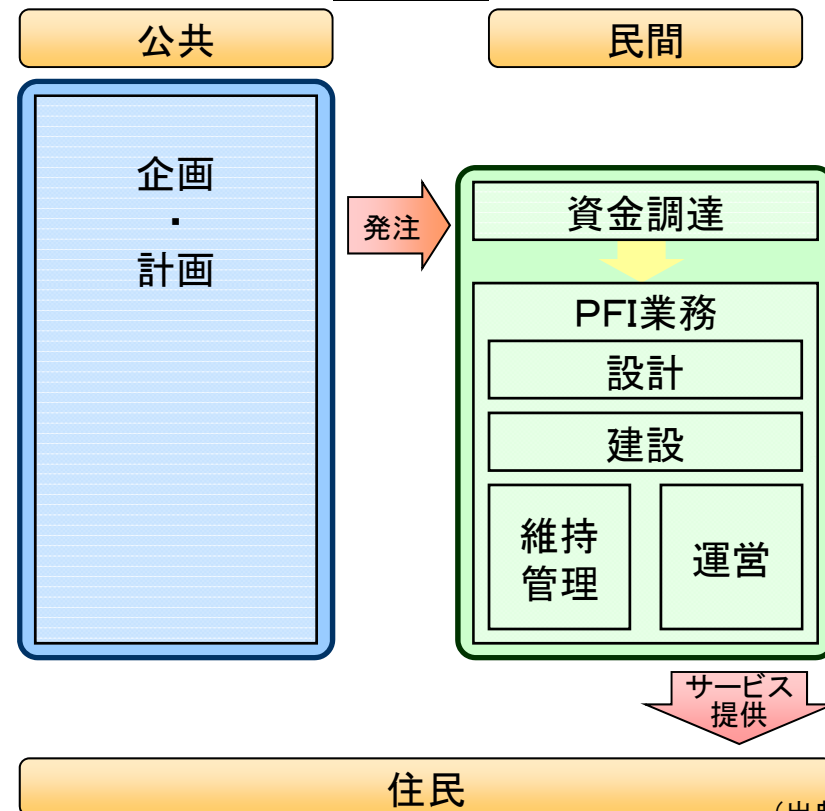 公共
民間
企画
・
計画
発注
資金調達
PFI業務
設計
建設
維持
管理
運営
サービス
提供
住民